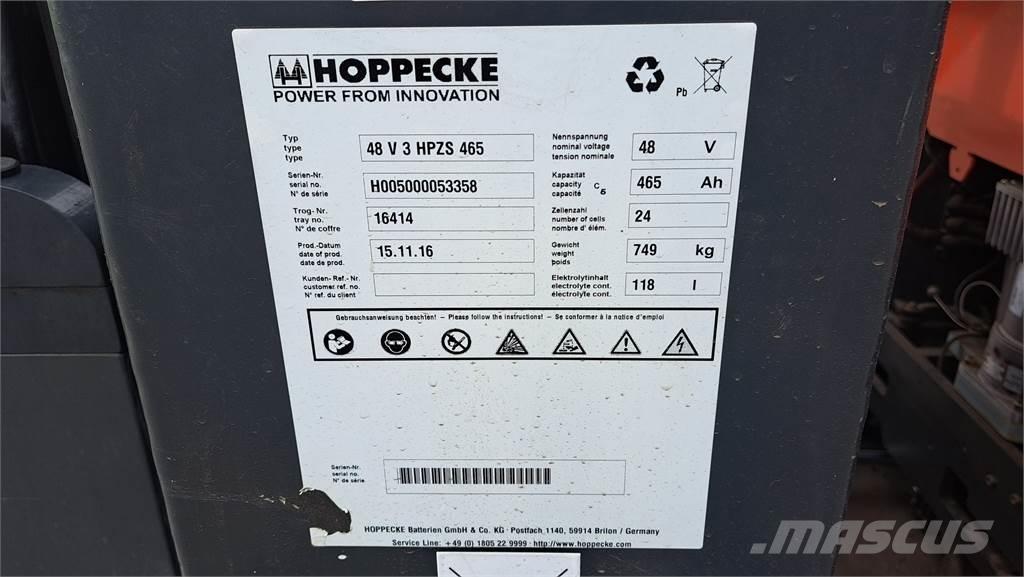 HOPPECKE
POWER FROM INNOVATION
Pb
Typ
type
type
48 V 3 HPZS 465
Serien-Nr.
serial no.
N° de série
H005000053358
Trog- Nr.
tray no.
N° de coffre
16414
Prod.-Datum
date of prod.
date de prod.
15.11.16
Kunden- Ref.- Nr.
customer ref. no.
N° ref. du client
Nennspannung
nominal voltage
tension nominale
48 V
Kapazität
capacity C5
capacité
465 Ah
Zellenzahl
number of cells
nombre d' élém.
24
Gewicht
weight
poids
749 kg
Elektrolytinhalt
electrolyte cont.
électrolyte cont.
118 l
Gebrauchsanweisung beachten! - Please follow the instructions! - Se conformer à la notice d'emploi
Serien-Nr.
serial no.
N° de série
HOPPECKE Batterien GmbH & Co. KG · Postfach 1140, 59914 Brilon / Germany
Service Line: +49 (0) 1805 22 9999 · http://www.hoppecke.com
MASCUS